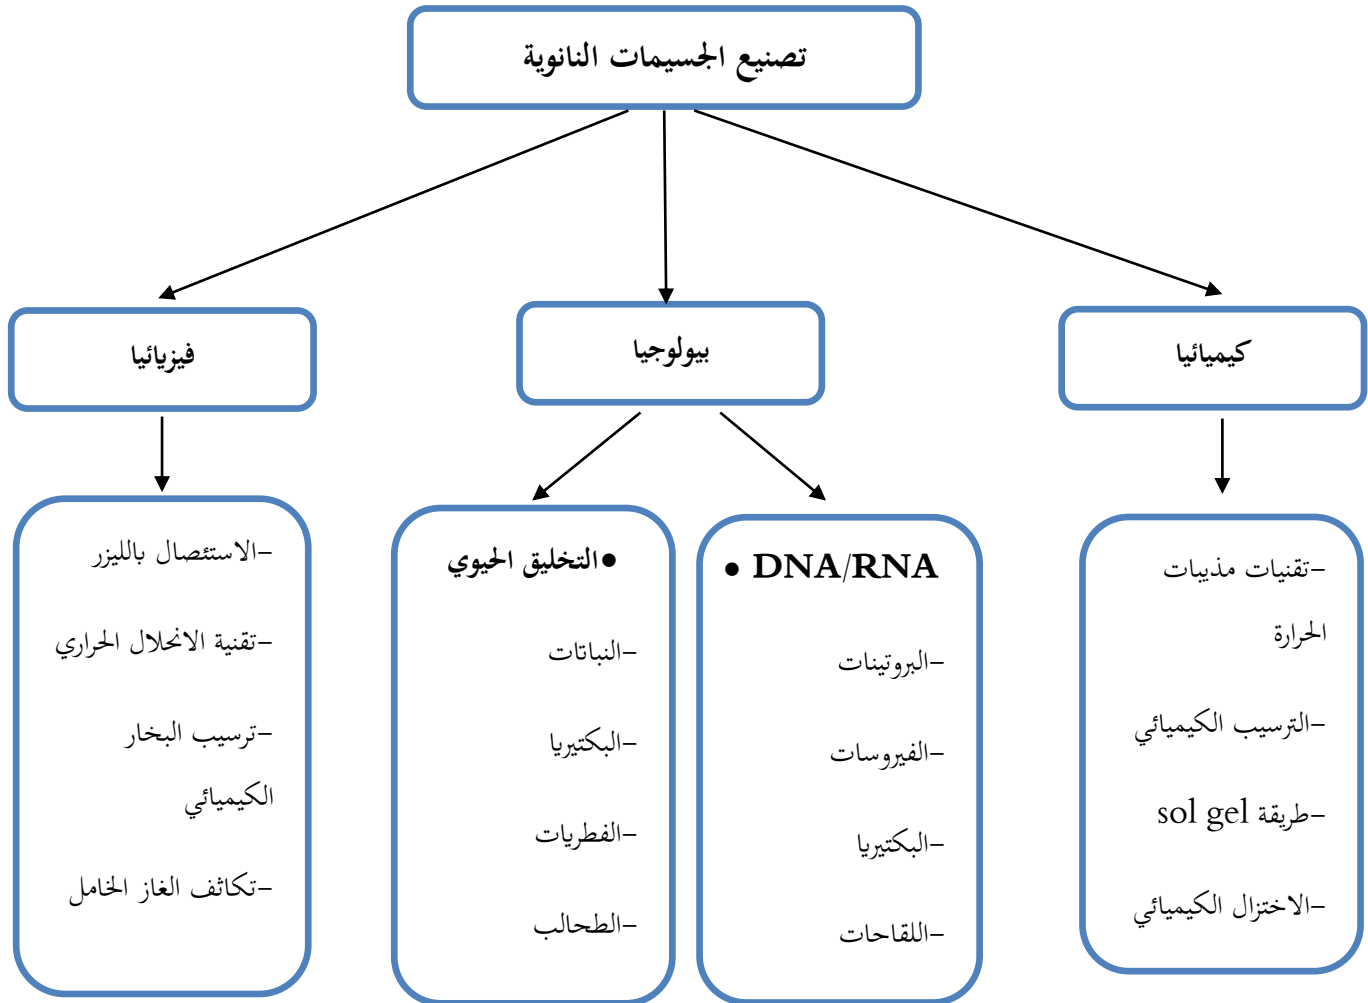 تصنيع الجسيمات النانوية
كيميائيا
بيولوجيا
فيزيائيا
-تقنيات مذيبات
الحرارة
-الترسيب الكيميائي
-طريقة sol gel
-الاختزال الكيميائي
• DNA/RNA
-البروتينات
-الفيروسات
-البكتيريا
-اللقاحات
•التخليق الحيوي
-النباتات
-البكتيريا
-الفطريات
-الطحالب
-الاستئصال بالليزر
-تقنية الانحلال الحراري
-ترسيب البخار
الكيميائي
-تكاثف الغاز الخامل